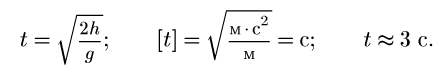 t = √(2h/g);  [t] = √(м · с²/м) = с;  t ≈ 3 с.